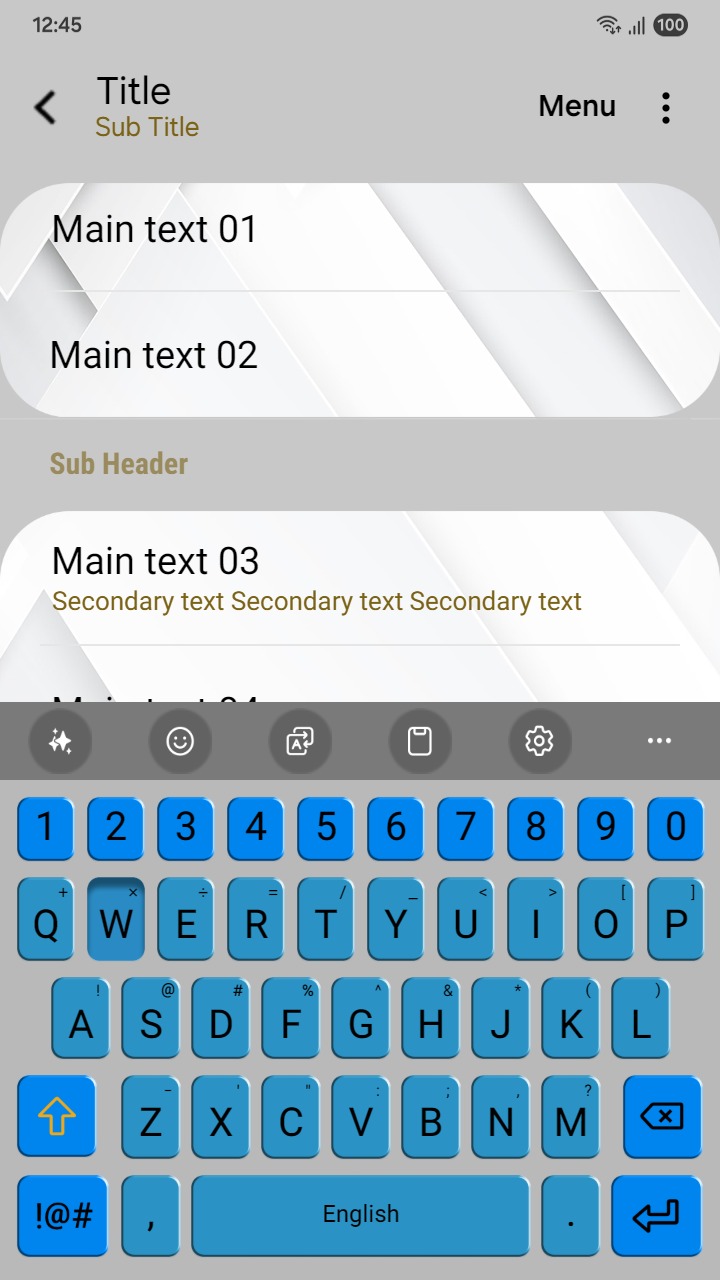 12:45
100
Title
Sub Title
Menu
Main text 01
Main text 02
Sub Header
Main text 03
Secondary text Secondary text Secondary text
1 2 3 4 5 6 7 8 9 0
+ × ÷ = / _ < > [ ]
Q W E R T Y U I O P
! @ # % ^ & * ( )
A S D F G H J K L
- ' " : ; , ?
Z X C V B N M
!@# , English .